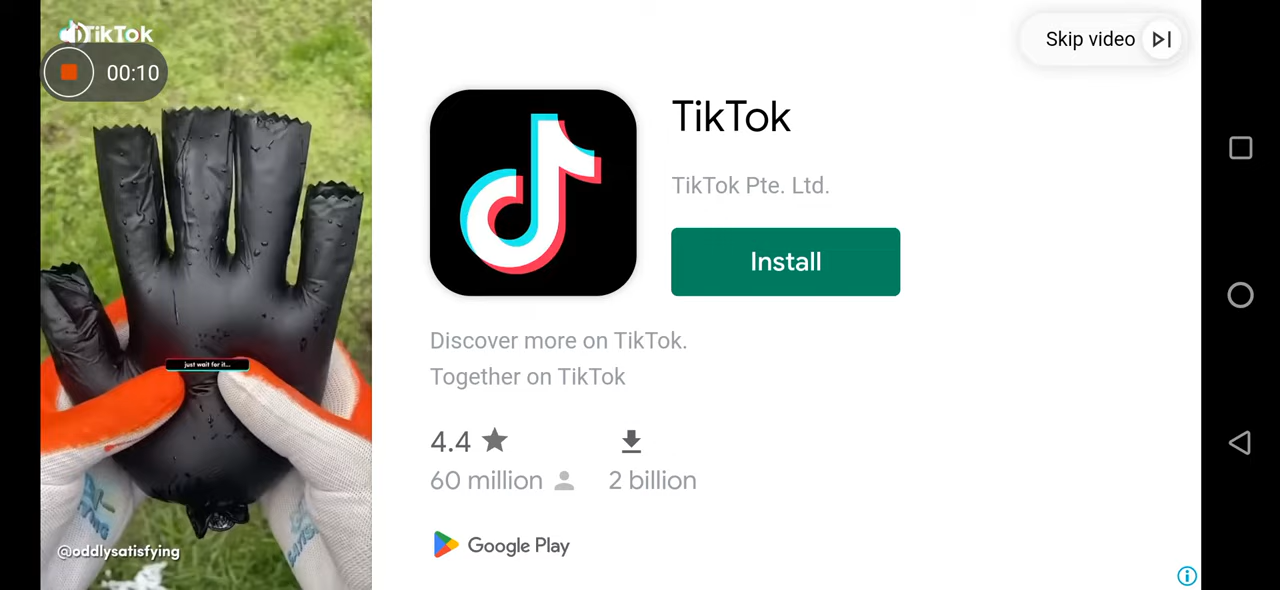 TikTok
00:10
just wait for it...
@oddlysatisfying
Skip video
TikTok
TikTok Pte. Ltd.
Install
Discover more on TikTok.
Together on TikTok
4.4
60 million
2 billion
Google Play